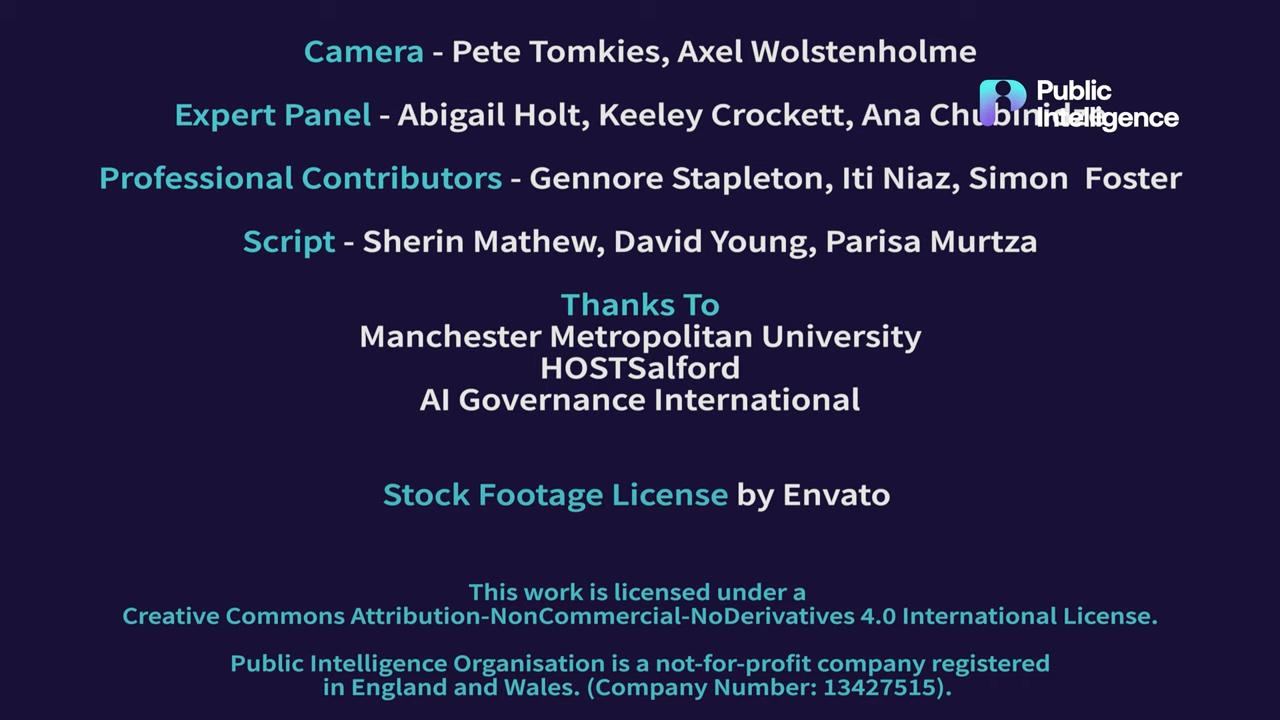 Camera - Pete Tomkies, Axel Wolstenholme
Expert Panel - Abigail Holt, Keeley Crockett, Ana
Public
Intelligence
Professional Contributors - Gennore Stapleton, Iti Niaz, Simon  Foster
Script - Sherin Mathew, David Young, Parisa Murtza
Thanks To
Manchester Metropolitan University
HOSTSalford
AI Governance International
Stock Footage License by Envato
This work is licensed under a
Creative Commons Attribution-NonCommercial-NoDerivatives 4.0 International License.
Public Intelligence Organisation is a not-for-profit company registered
in England and Wales. (Company Number: 13427515).